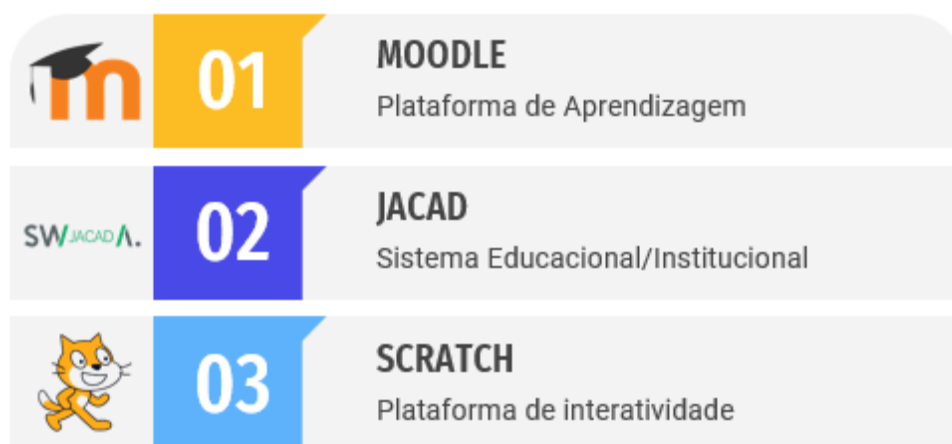 m
01
MOODLE
Plataforma de Aprendizagem
SW JACAD A.
02
JACAD
Sistema Educacional/Institucional
03
SCRATCH
Plataforma de interatividade